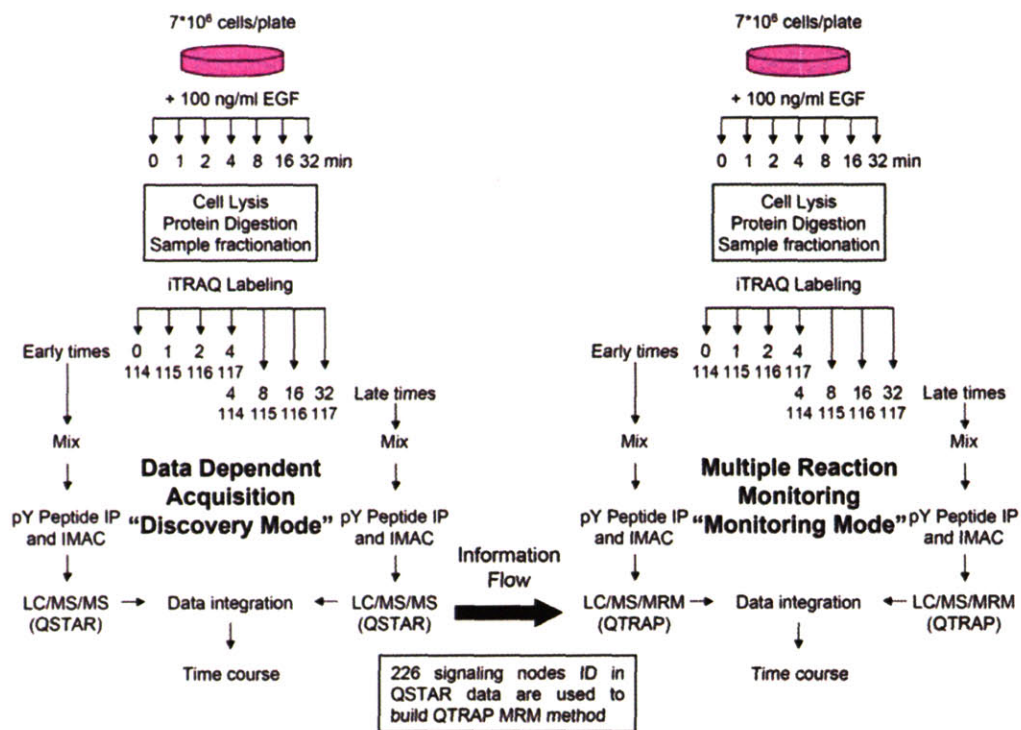 7*10⁶ cells/plate
+ 100 ng/ml EGF
0 1 2 4 8 16 32 min
Cell Lysis
Protein Digestion
Sample fractionation
iTRAQ Labeling
Early times
0 1 2 4
114 115 116 117
4 8 16 32
114 115 116 117
Late times
Mix
Mix
Data Dependent
Acquisition
"Discovery Mode"
pY Peptide IP
and IMAC
pY Peptide IP
and IMAC
LC/MS/MS
(QSTAR)
Data integration
LC/MS/MS
(QSTAR)
Time course
Information
Flow
226 signaling nodes ID in
QSTAR data are used to
build QTRAP MRM method
7*10⁶ cells/plate
+ 100 ng/ml EGF
0 1 2 4 8 16 32 min
Cell Lysis
Protein Digestion
Sample fractionation
iTRAQ Labeling
Early times
0 1 2 4
114 115 116 117
4 8 16 32
114 115 116 117
Late times
Mix
Mix
Multiple Reaction
Monitoring
"Monitoring Mode"
pY Peptide IP
and IMAC
pY Peptide IP
and IMAC
LC/MS/MRM
(QTRAP)
Data integration
LC/MS/MRM
(QTRAP)
Time course